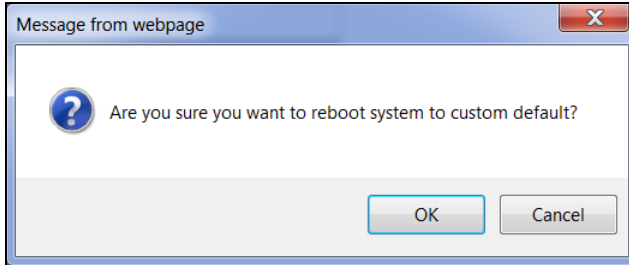 Message from webpage
Are you sure you want to reboot system to custom default?
OK
Cancel